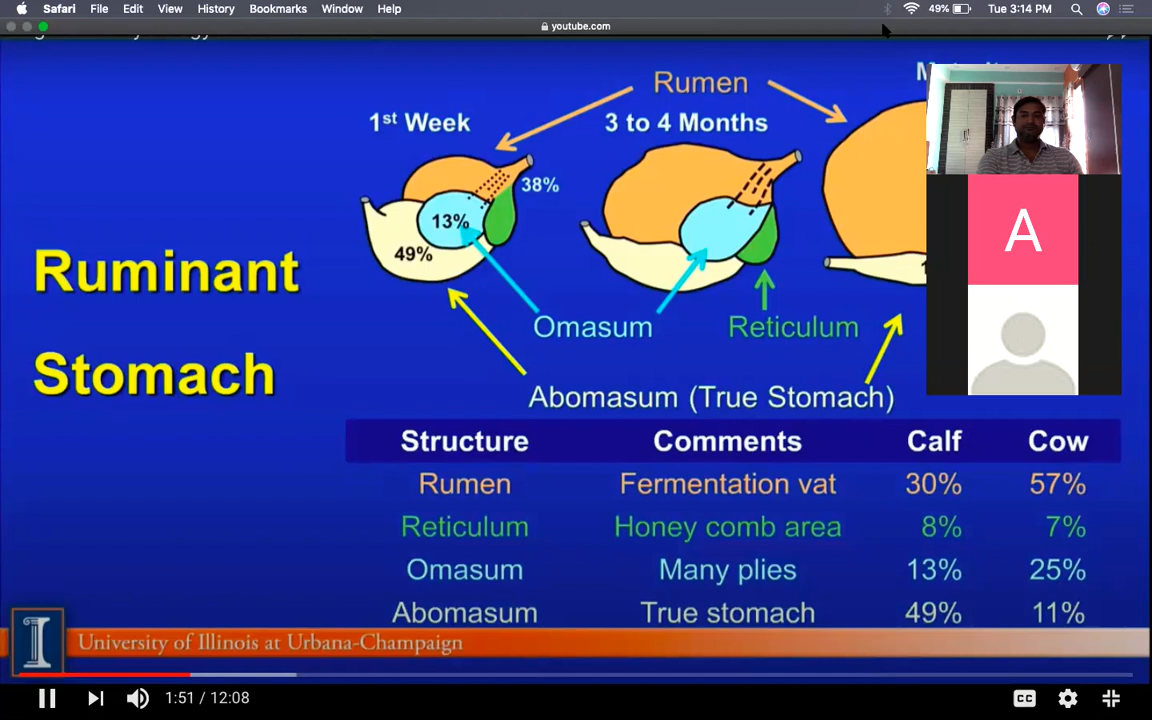 Safari File Edit View History Bookmarks Window Help 49% Tue 3:14 PM
youtube.com
Rumen
1st Week
3 to 4 Months
38%
13%
49%
Omasum
Reticulum
Abomasum (True Stomach)
Ruminant
Stomach
A
Structure Comments Calf Cow
Rumen Fermentation vat 30% 57%
Reticulum Honey comb area 8% 7%
Omasum Many plies 13% 25%
Abomasum True stomach 49% 11%
I University of Illinois at Urbana-Champaign
1:51 / 12:08
CC